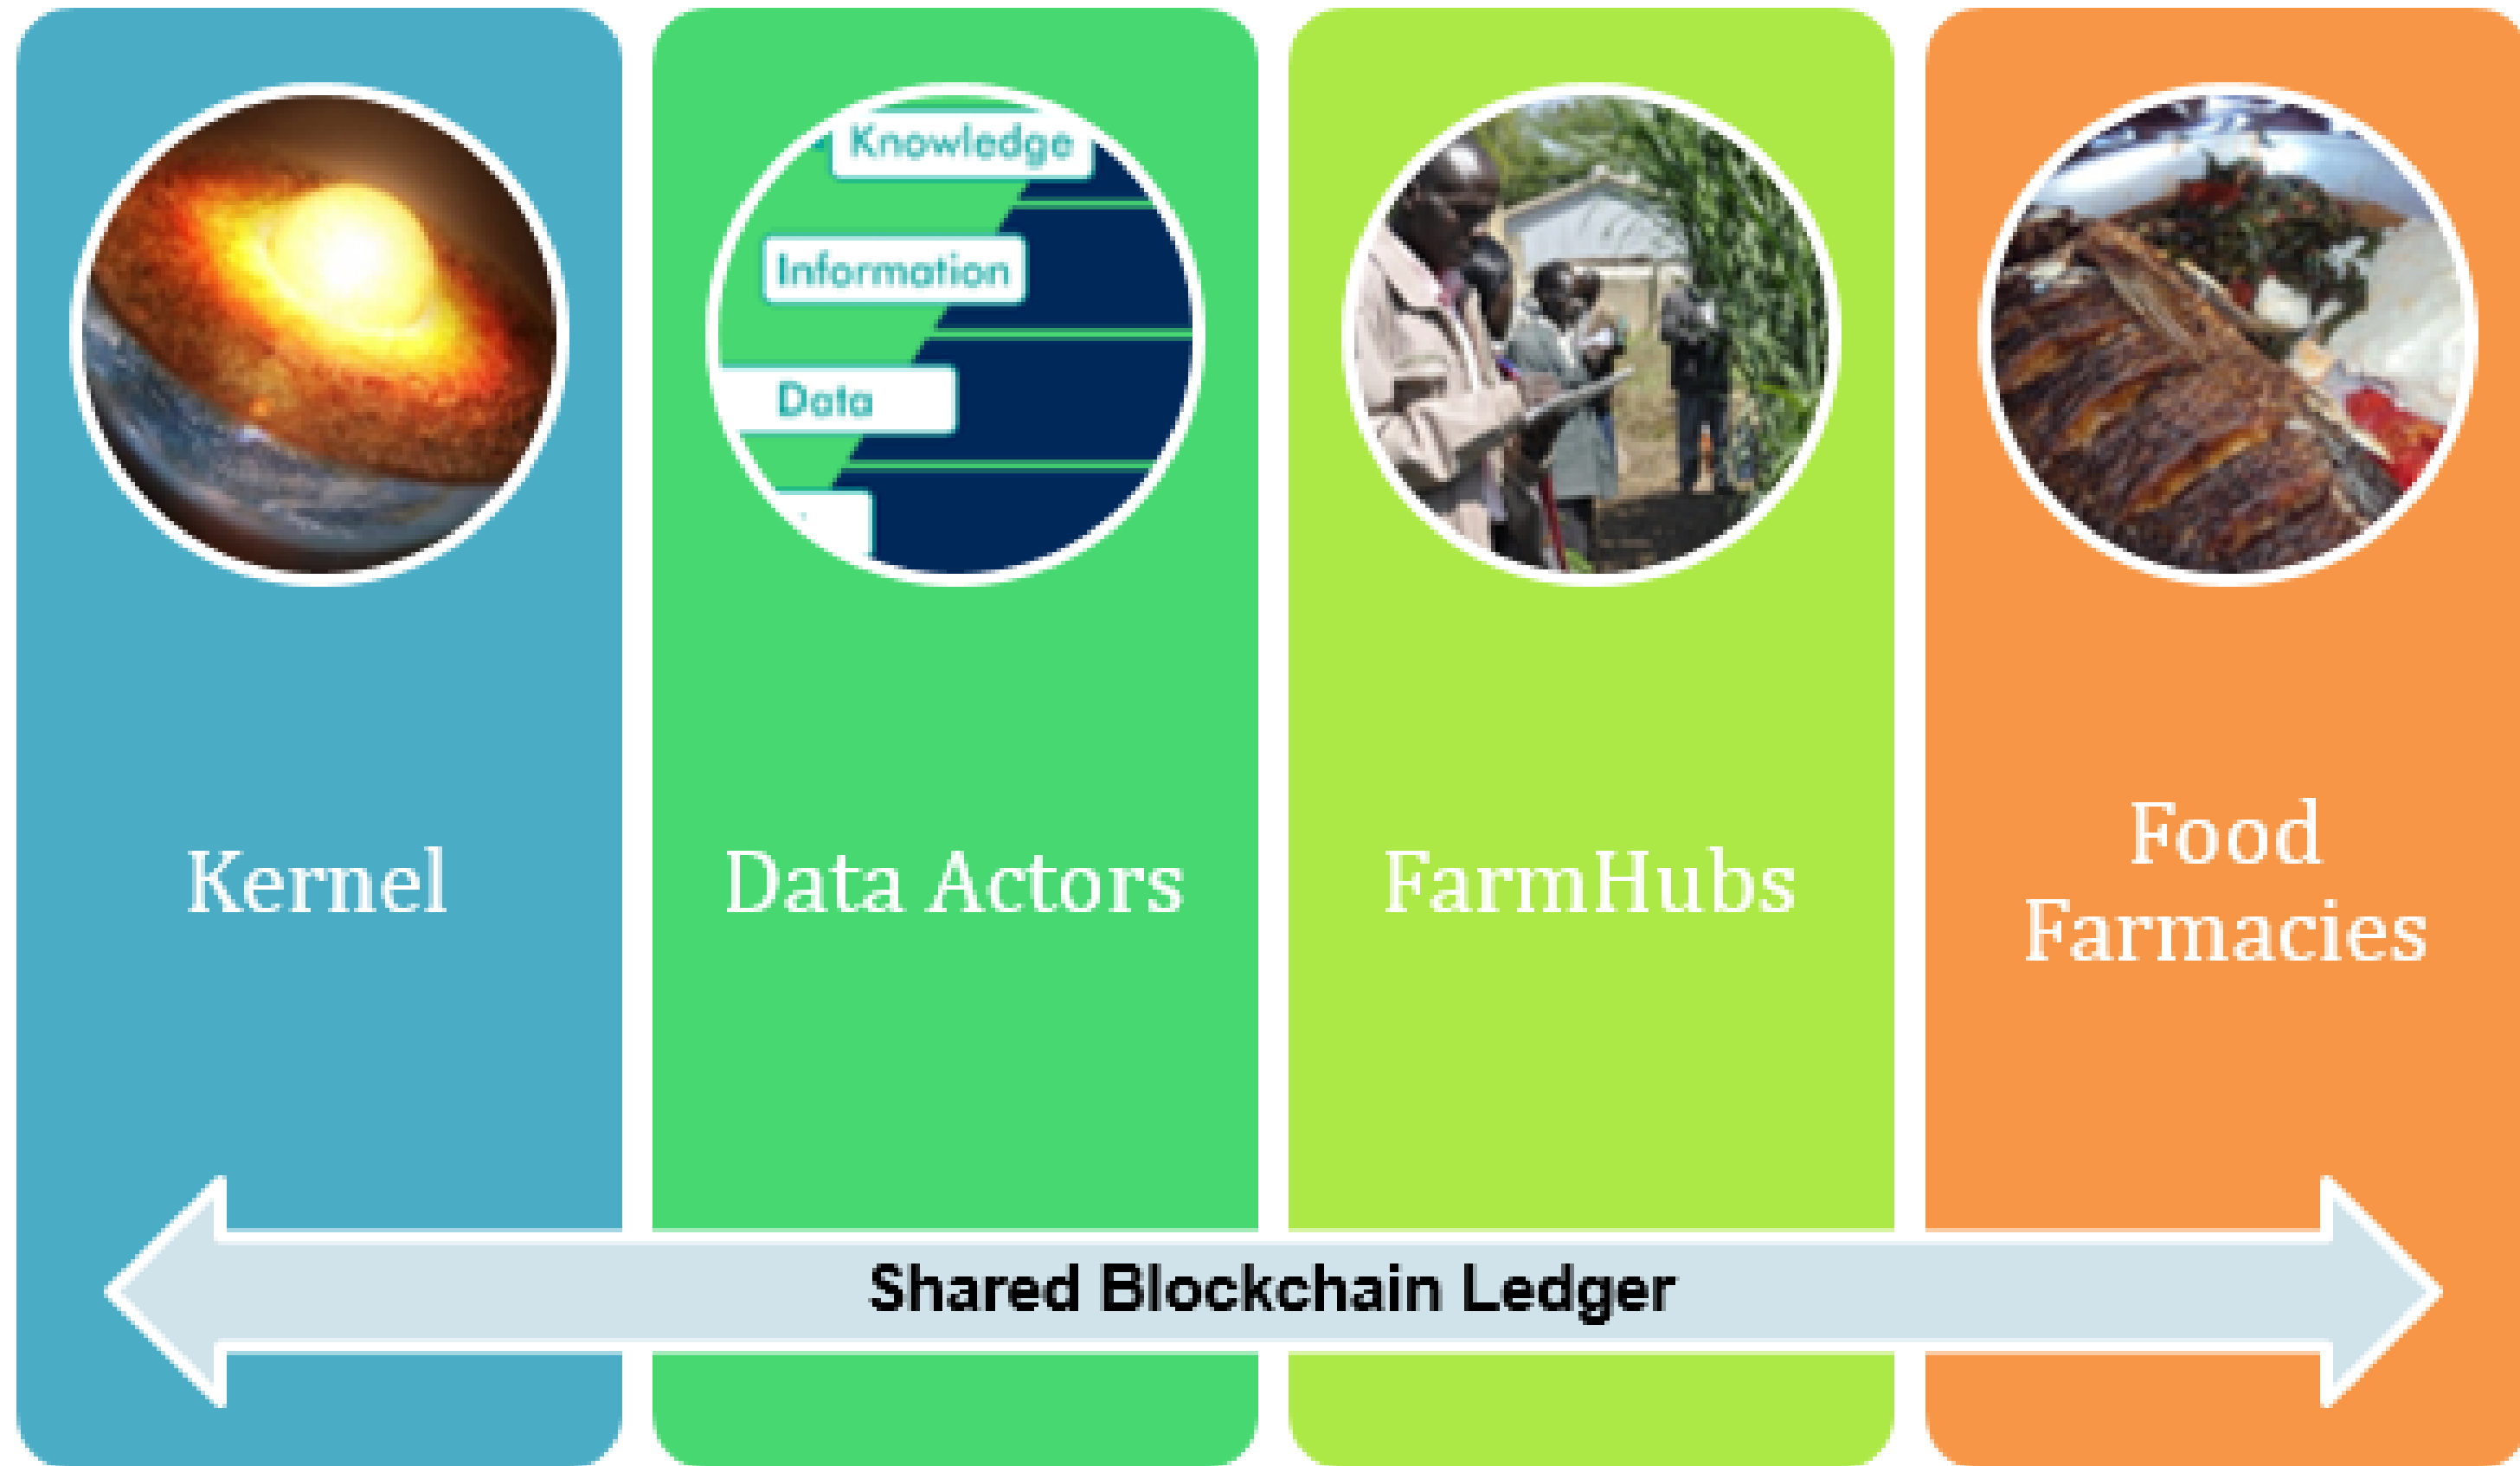 Knowledge
Information
Data
Kernel
Data Actors
FarmHubs
Food
Farmacies
Shared Blockchain Ledger